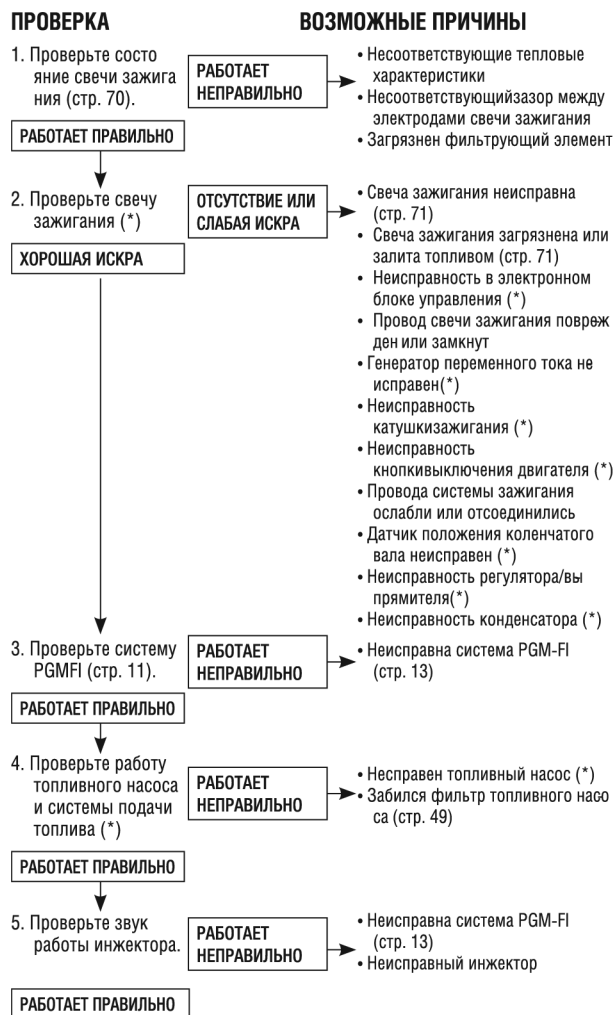 ПРОВЕРКА
ВОЗМОЖНЫЕ ПРИЧИНЫ
1. Проверьте состо
яние свечи зажига
ния (стр. 70).
РАБОТАЕТ
НЕПРАВИЛЬНО
• Несоответствующие тепловые
характеристики
• Несоответствующийзазор между
электродами свечи зажигания
• Загрязнен фильтрующий элемент
РАБОТАЕТ ПРАВИЛЬНО
2. Проверьте свечу
зажигания (*)
ОТСУТСТВИЕ ИЛИ
СЛАБАЯ ИСКРА
• Свеча зажигания неисправна
(стр. 71)
• Свеча зажигания загрязнена или
залита топливом (стр. 71)
• Неисправность в электронном
блоке управления (*)
• Провод свечи зажигания повреж
ден или замкнут
• Генератор переменного тока не
исправен(*)
• Неисправность
катушкизажигания (*)
• Неисправность
кнопкивыключения двигателя (*)
• Провода системы зажигания
ослабли или отсоединились
• Датчик положения коленчатого
вала неисправен (*)
• Неисправность регулятора/вы
прямителя(*)
• Неисправность конденсатора (*)
ХОРОШАЯ ИСКРА
3. Проверьте систему
PGMFI (стр. 11).
РАБОТАЕТ
НЕПРАВИЛЬНО
• Неисправна система PGM-FI
(стр. 13)
РАБОТАЕТ ПРАВИЛЬНО
4. Проверьте работу
топливного насоса
и системы подачи
топлива (*)
РАБОТАЕТ
НЕПРАВИЛЬНО
• Несправен топливный насос (*)
• Забился фильтр топливного насо
са (стр. 49)
РАБОТАЕТ ПРАВИЛЬНО
5. Проверьте звук
работы инжектора.
РАБОТАЕТ
НЕПРАВИЛЬНО
• Неисправна система PGM-FI
(стр. 13)
• Неисправный инжектор
РАБОТАЕТ ПРАВИЛЬНО